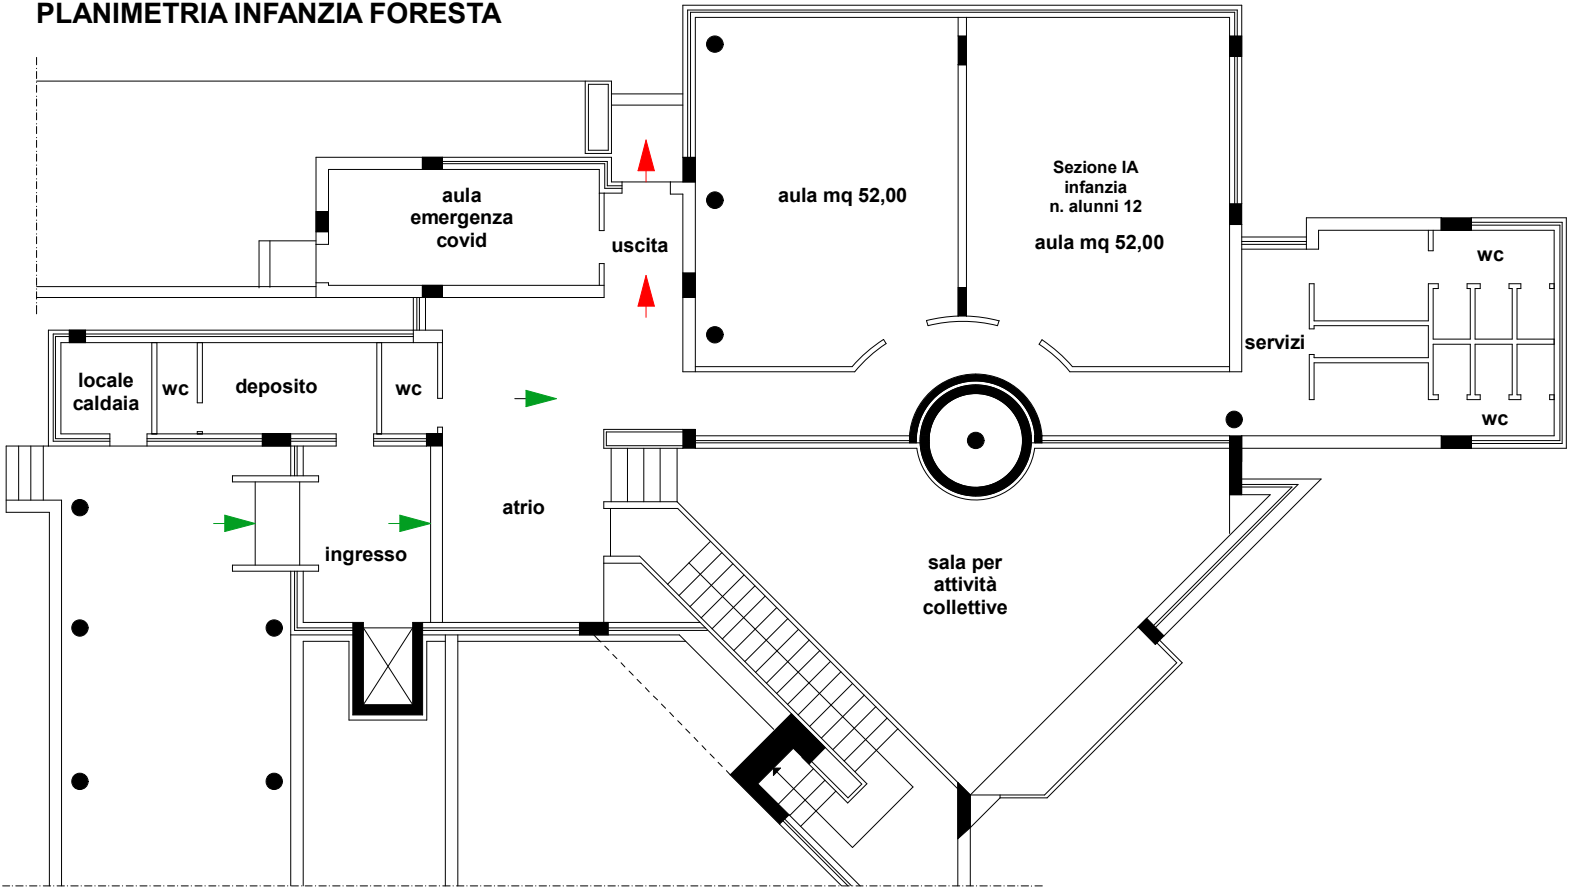 PLANIMETRIA INFANZIA FORESTA
aula
emergenza
covid
uscita
aula mq 52,00
Sezione IA
infanzia
n. alunni 12
aula mq 52,00
wc
servizi
wc
locale
caldaia
wc
deposito
wc
atrio
ingresso
sala per
attività
collettive